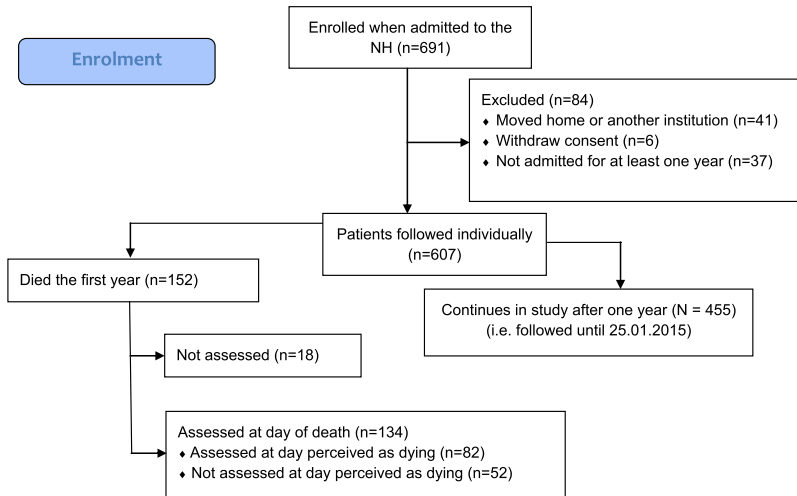 Enrolment
Enrolled when admitted to the
NH (n=691)
Excluded (n=84)
♦ Moved home or another institution (n=41)
♦ Withdraw consent (n=6)
♦ Not admitted for at least one year (n=37)
Patients followed individually
(n=607)
Died the first year (n=152)
Continues in study after one year (N = 455)
(i.e. followed until 25.01.2015)
Not assessed (n=18)
Assessed at day of death (n=134)
♦ Assessed at day perceived as dying (n=82)
♦ Not assessed at day perceived as dying (n=52)